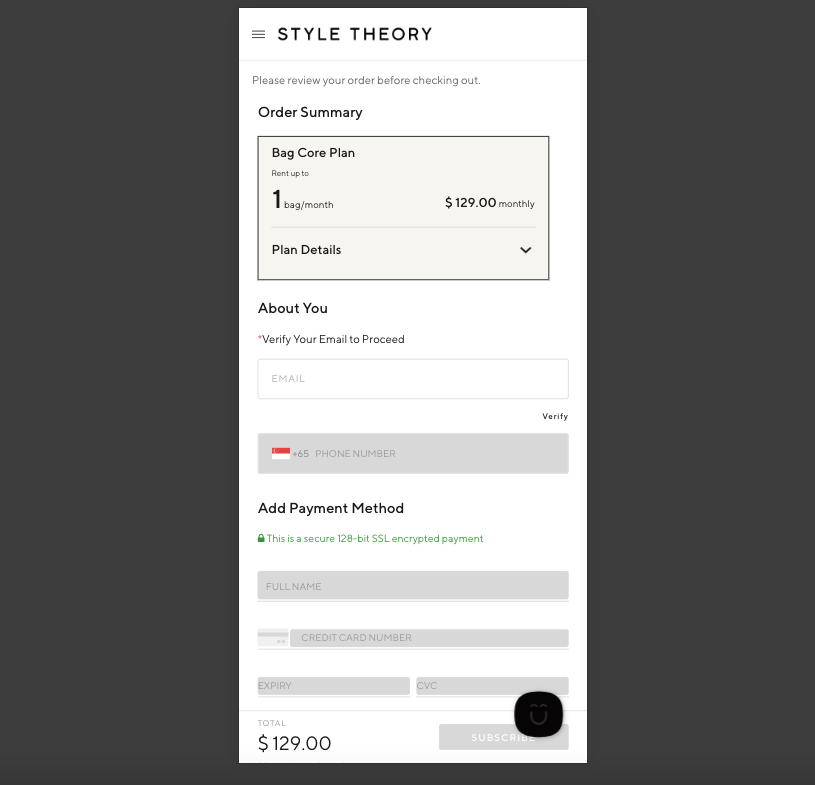 STYLE THEORY
Please review your order before checking out.
Order Summary
Bag Core Plan
Rent up to
1 bag/month
$ 129.00 monthly
Plan Details
About You
*Verify Your Email to Proceed
EMAIL
Verify
+65 PHONE NUMBER
Add Payment Method
This is a secure 128-bit SSL encrypted payment
FULL NAME
CREDIT CARD NUMBER
EXPIRY
CVC
TOTAL
$ 129.00
SUBSCRIBE